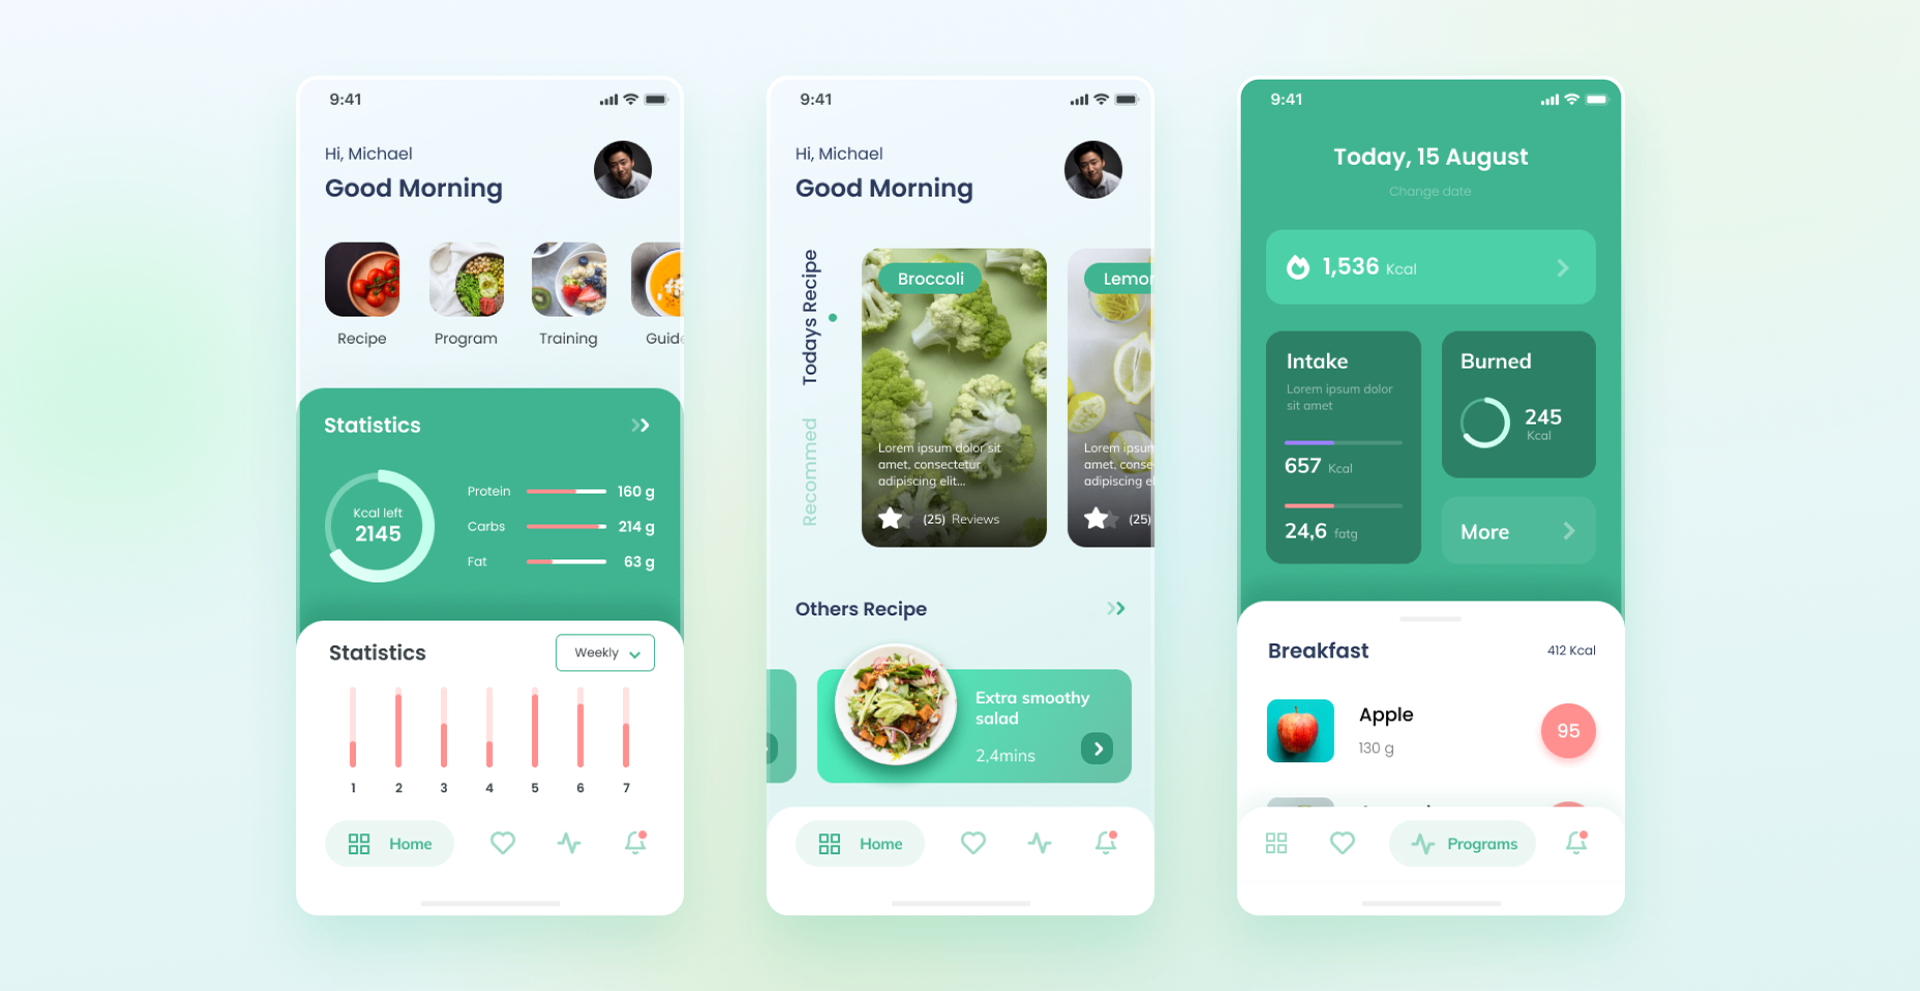 9:41
Hi, Michael
Good Morning
Recipe
Program
Training
Guide
Statistics
Kcal left
2145
Protein
160 g
Carbs
214 g
Fat
63 g
Statistics
Weekly
1
2
3
4
5
6
7
Home
9:41
Hi, Michael
Good Morning
Todays Recipe
Recommed
Broccoli
Lorem ipsum dolor sit
amet, consectetur
adipiscing elit...
(25) Reviews
Lemon
Lorem ipsum
amet, conse
adipiscing el
(25)
Others Recipe
Extra smoothy
salad
2,4mins
Home
9:41
Today, 15 August
Change date
1,536 Kcal
Intake
Lorem ipsum dolor
sit amet
657 Kcal
24,6 fatg
Burned
245
Kcal
More
Breakfast
412 Kcal
Apple
130 g
95
Programs